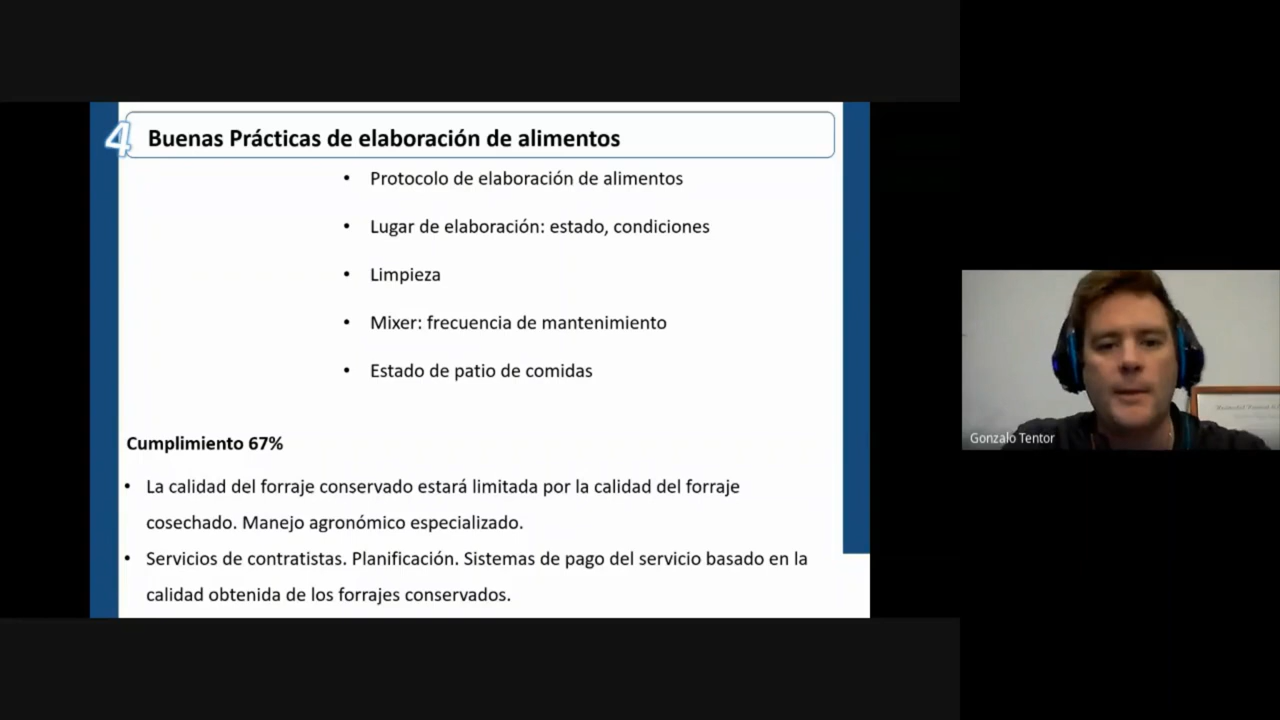 4
Buenas Prácticas de elaboración de alimentos
• Protocolo de elaboración de alimentos
• Lugar de elaboración: estado, condiciones
• Limpieza
• Mixer: frecuencia de mantenimiento
• Estado de patio de comidas
Cumplimiento 67%
• La calidad del forraje conservado estará limitada por la calidad del forraje
cosechado. Manejo agronómico especializado.
• Servicios de contratistas. Planificación. Sistemas de pago del servicio basado en la
calidad obtenida de los forrajes conservados.
Gonzalo Tentor